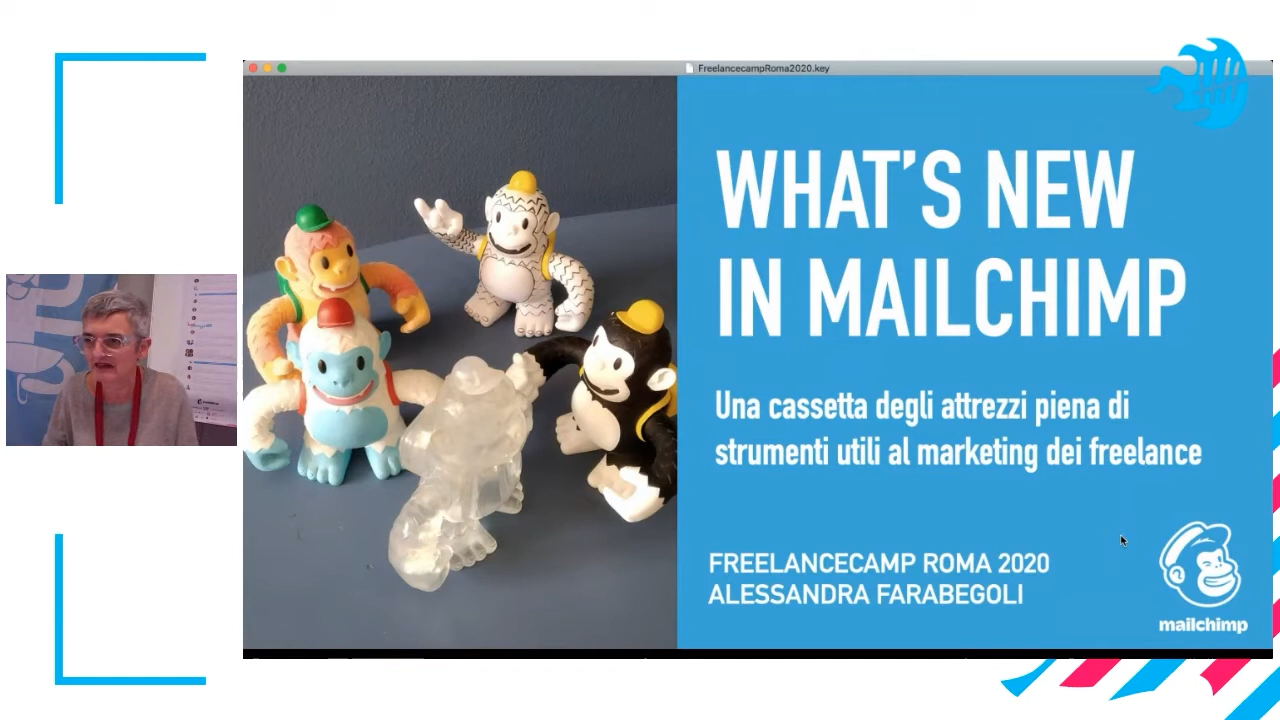 FreelancecampRoma2020.key
WHAT'S NEW
IN MAILCHIMP
Una cassetta degli attrezzi piena di
strumenti utili al marketing dei freelance
FREELANCECAMP ROMA 2020
ALESSANDRA FARABEGOLI
mailchimp